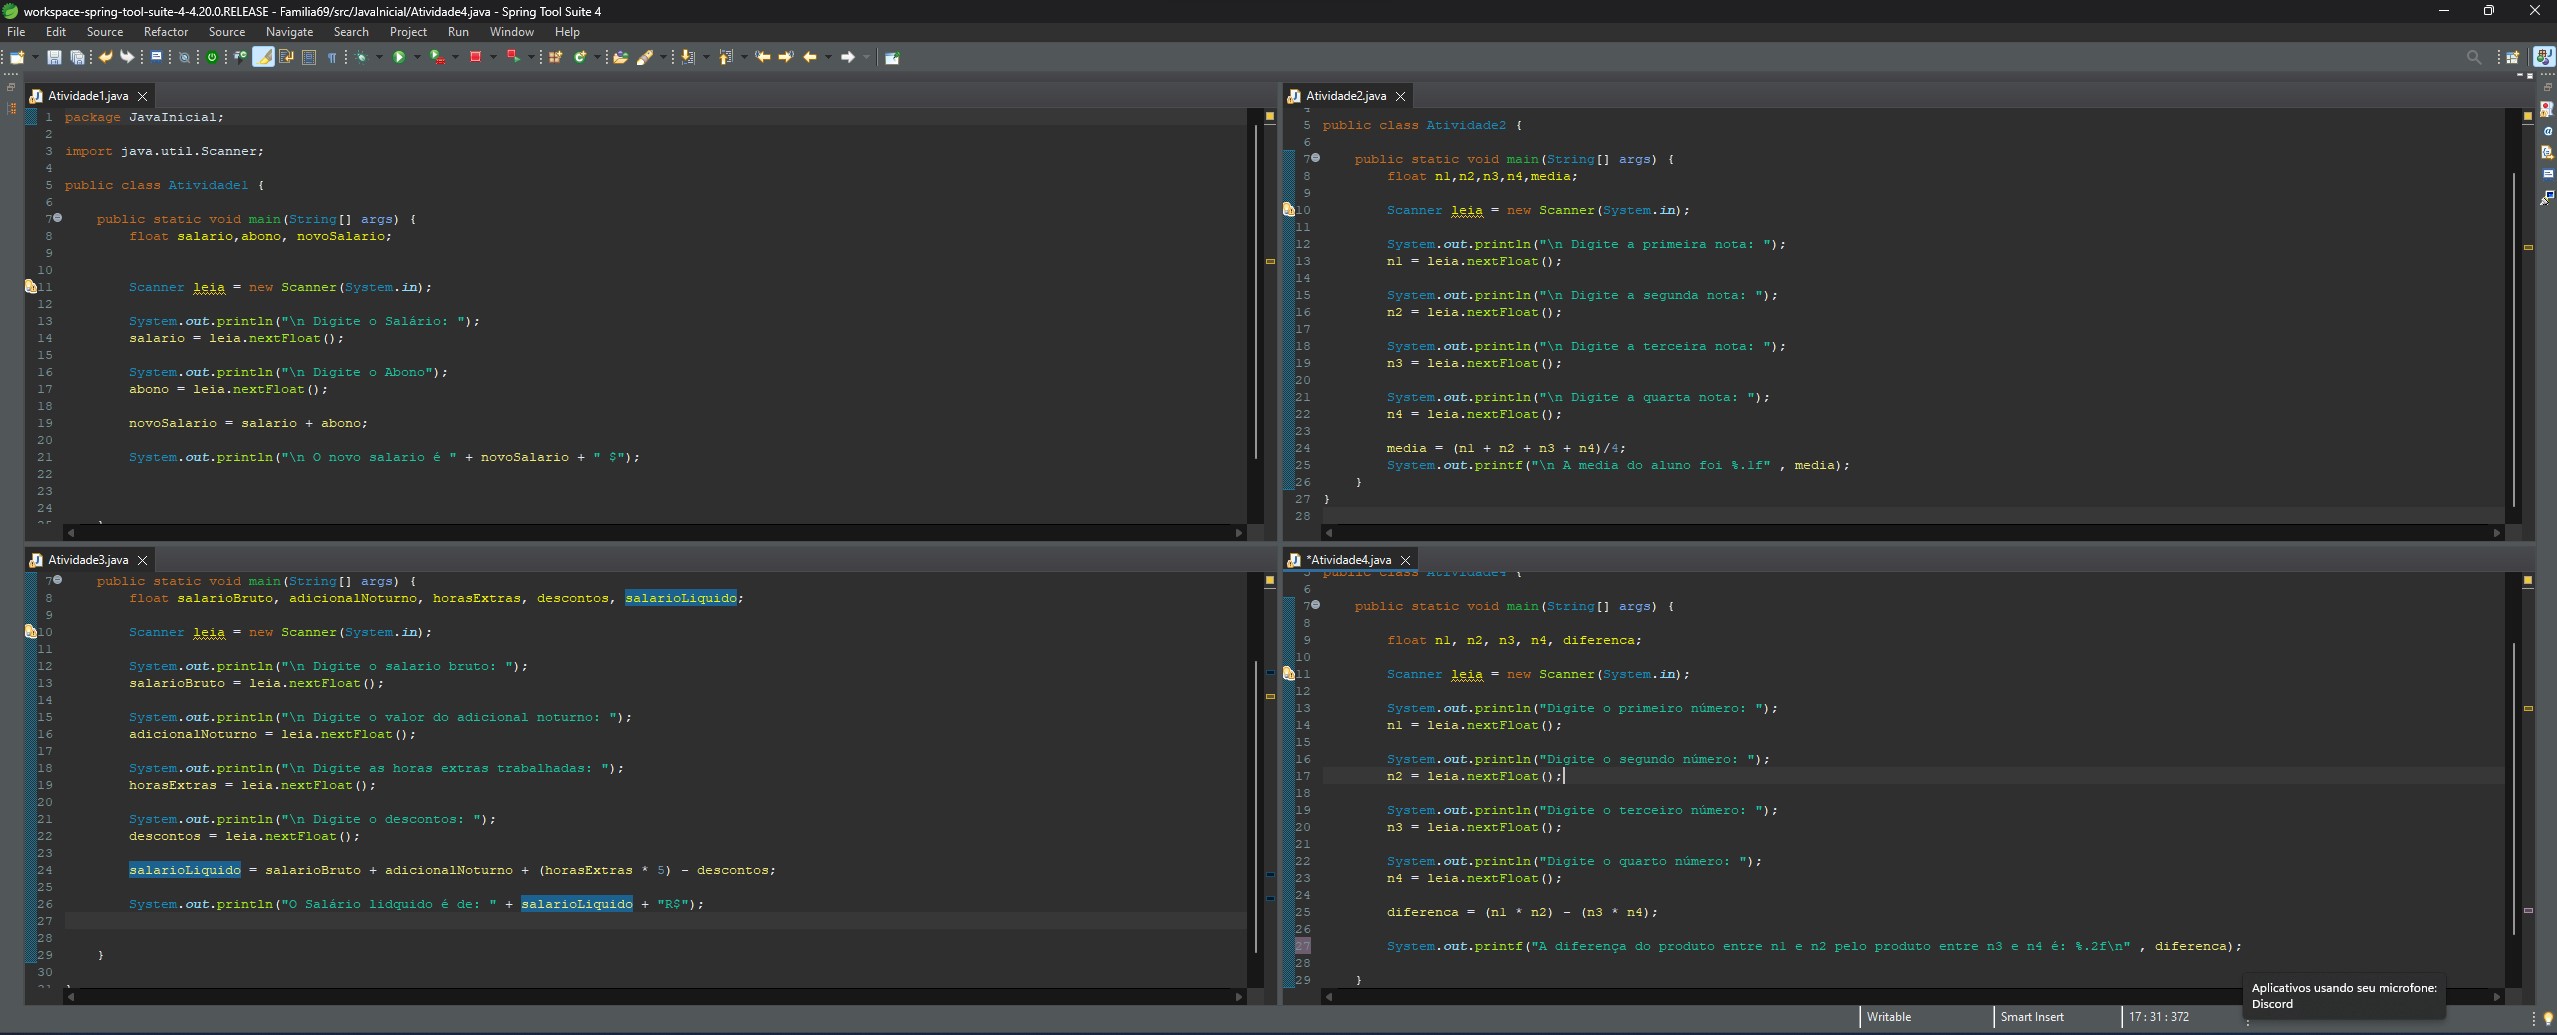 workspace-spring-tool-suite-4-4.20.0.RELEASE - Familia69/src/JavaInicial/Atividade4.java - Spring Tool Suite 4
File Edit Source Refactor Source Navigate Search Project Run Window Help
Atividade1.java
1 package JavaInicial;
2
3 import java.util.Scanner;
4
5 public class Atividade1 {
6
7 public static void main(String[] args) {
8 float salario,abono, novoSalario;
9
10
11 Scanner leia = new Scanner(System.in);
12
13 System.out.println("\n Digite o Salário: ");
14 salario = leia.nextFloat();
15
16 System.out.println("\n Digite o Abono");
17 abono = leia.nextFloat();
18
19 novoSalario = salario + abono;
20
21 System.out.println("\n O novo salario é " + novoSalario + " $");
22
23
24
Atividade2.java
5 public class Atividade2 {
6
7 public static void main(String[] args) {
8 float n1,n2,n3,n4,media;
9
10 Scanner leia = new Scanner(System.in);
11
12 System.out.println("\n Digite a primeira nota: ");
13 n1 = leia.nextFloat();
14
15 System.out.println("\n Digite a segunda nota: ");
16 n2 = leia.nextFloat();
17
18 System.out.println("\n Digite a terceira nota: ");
19 n3 = leia.nextFloat();
20
21 System.out.println("\n Digite a quarta nota: ");
22 n4 = leia.nextFloat();
23
24 media = (n1 + n2 + n3 + n4)/4;
25 System.out.printf("\n A media do aluno foi %.1f" , media);
26 }
27 }
28
Atividade3.java
7 public static void main(String[] args) {
8 float salarioBruto, adicionalNoturno, horasExtras, descontos, salarioLiquido;
9
10 Scanner leia = new Scanner(System.in);
11
12 System.out.println("\n Digite o salario bruto: ");
13 salarioBruto = leia.nextFloat();
14
15 System.out.println("\n Digite o valor do adicional noturno: ");
16 adicionalNoturno = leia.nextFloat();
17
18 System.out.println("\n Digite as horas extras trabalhadas: ");
19 horasExtras = leia.nextFloat();
20
21 System.out.println("\n Digite o descontos: ");
22 descontos = leia.nextFloat();
23
24 salarioLiquido = salarioBruto + adicionalNoturno + (horasExtras * 5) - descontos;
25
26 System.out.println("O Salário lidquido é de: " + salarioLiquido + "R$");
27
28
29 }
30
*Atividade4.java
5 public class Atividade4 {
6
7 public static void main(String[] args) {
8
9 float n1, n2, n3, n4, diferenca;
10
11 Scanner leia = new Scanner(System.in);
12
13 System.out.println("Digite o primeiro número: ");
14 n1 = leia.nextFloat();
15
16 System.out.println("Digite o segundo número: ");
17 n2 = leia.nextFloat();
18
19 System.out.println("Digite o terceiro número: ");
20 n3 = leia.nextFloat();
21
22 System.out.println("Digite o quarto número: ");
23 n4 = leia.nextFloat();
24
25 diferenca = (n1 * n2) - (n3 * n4);
26
27 System.out.printf("A diferença do produto entre n1 e n2 pelo produto entre n3 e n4 é: %.2f\n" , diferenca);
28
29 }
Aplicativos usando seu microfone:
Discord
Writable Smart Insert 17 : 31 : 372